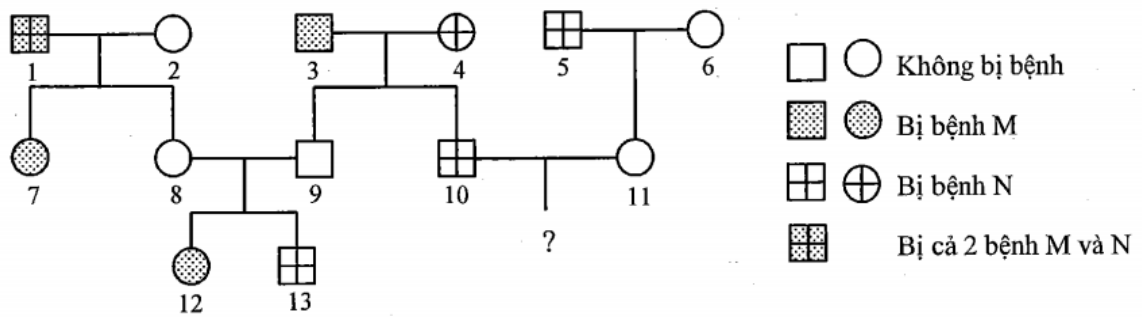 1 2 3 4 5 6
7 8 9 10 11
?
12 13
Không bị bệnh
Bị bệnh M
Bị bệnh N
Bị cả 2 bệnh M và N